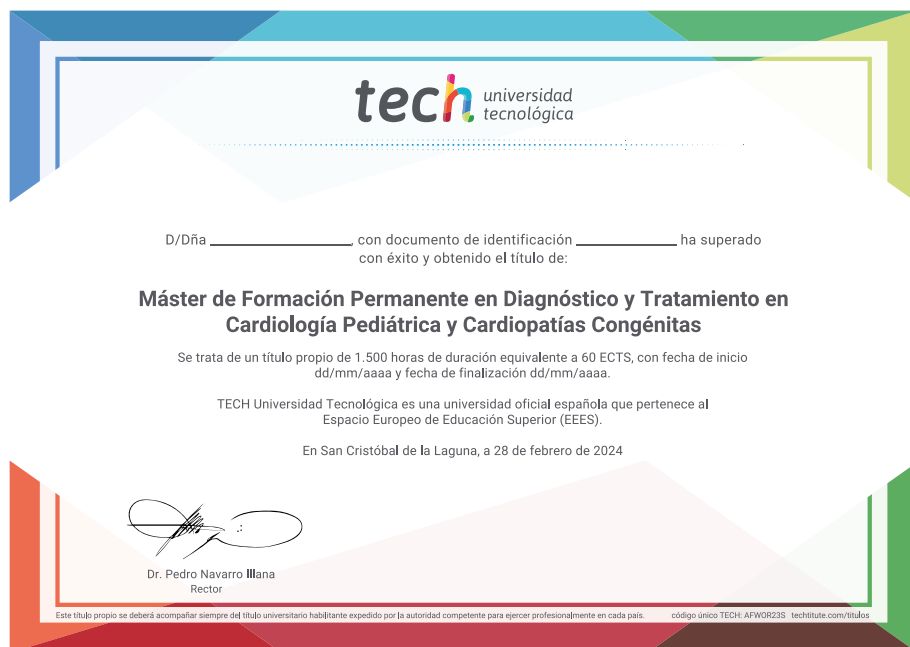 tech universidad
tecnológica
D/Dña ____________________, con documento de identificación ______________ ha superado
con éxito y obtenido el título de:
Máster de Formación Permanente en Diagnóstico y Tratamiento en
Cardiología Pediátrica y Cardiopatías Congénitas
Se trata de un título propio de 1.500 horas de duración equivalente a 60 ECTS, con fecha de inicio
dd/mm/aaaa y fecha de finalización dd/mm/aaaa.
TECH Universidad Tecnológica es una universidad oficial española que pertenece al
Espacio Europeo de Educación Superior (EEES).
En San Cristóbal de la Laguna, a 28 de febrero de 2024
Dr. Pedro Navarro Illana
Rector
Este título propio se deberá acompañar siempre del título universitario habilitante expedido por la autoridad competente para ejercer profesionalmente en cada país. código único TECH: AFWOR23S techtitute.com/titulos